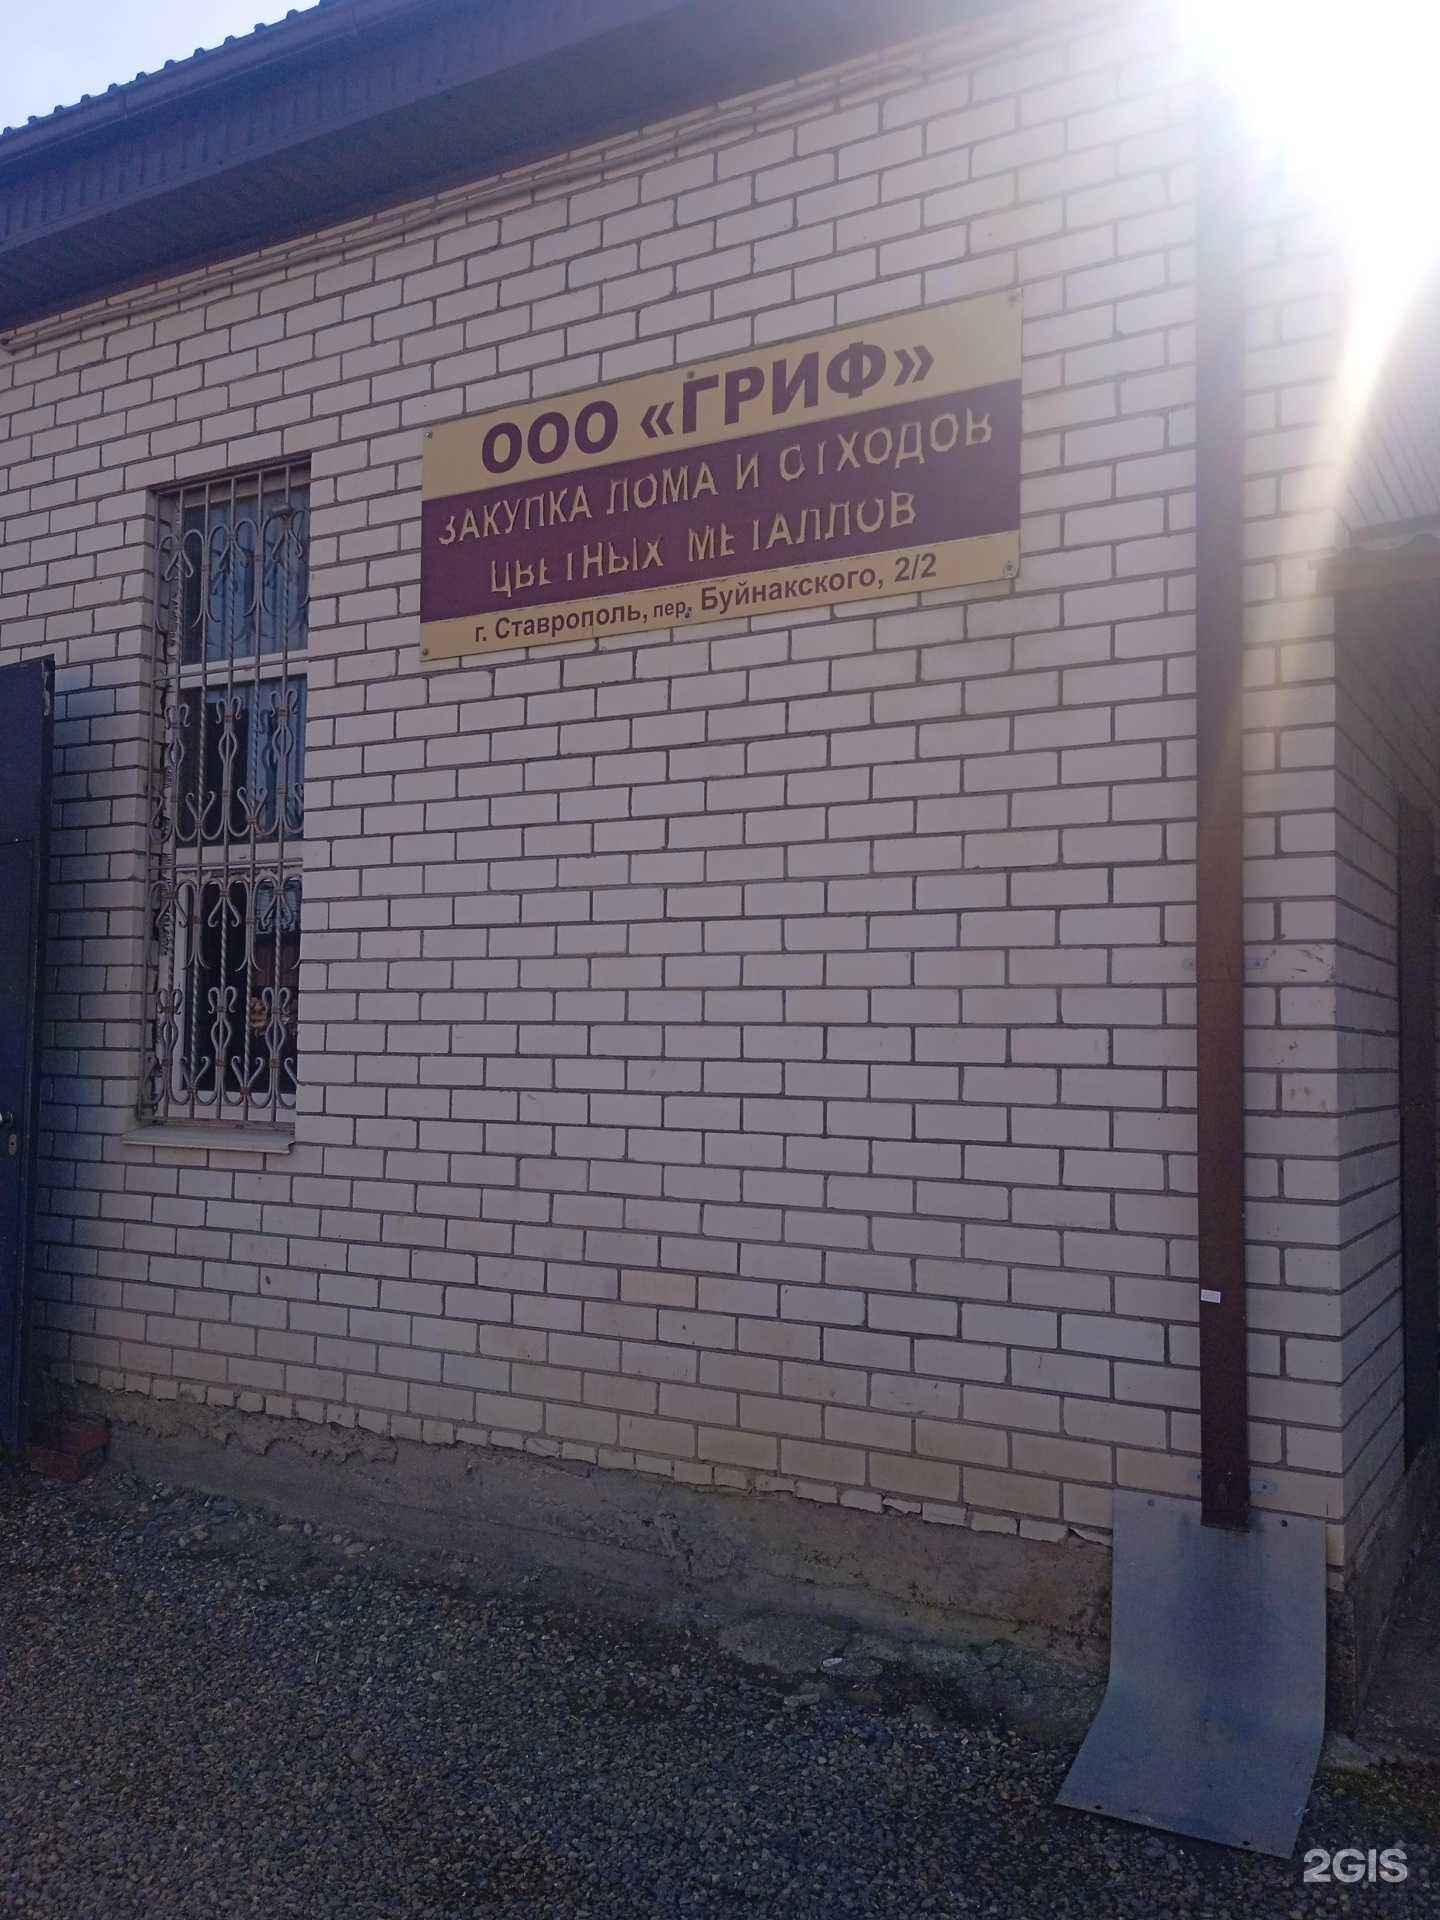 ООО «ГРИФ»
ЗАКУПКА ЛОМА И ОТХОДОВ
ЦВЕТНЫХ МЕТАЛЛОВ
г. Ставрополь, пер. Буйнакского, 2/2
2GIS